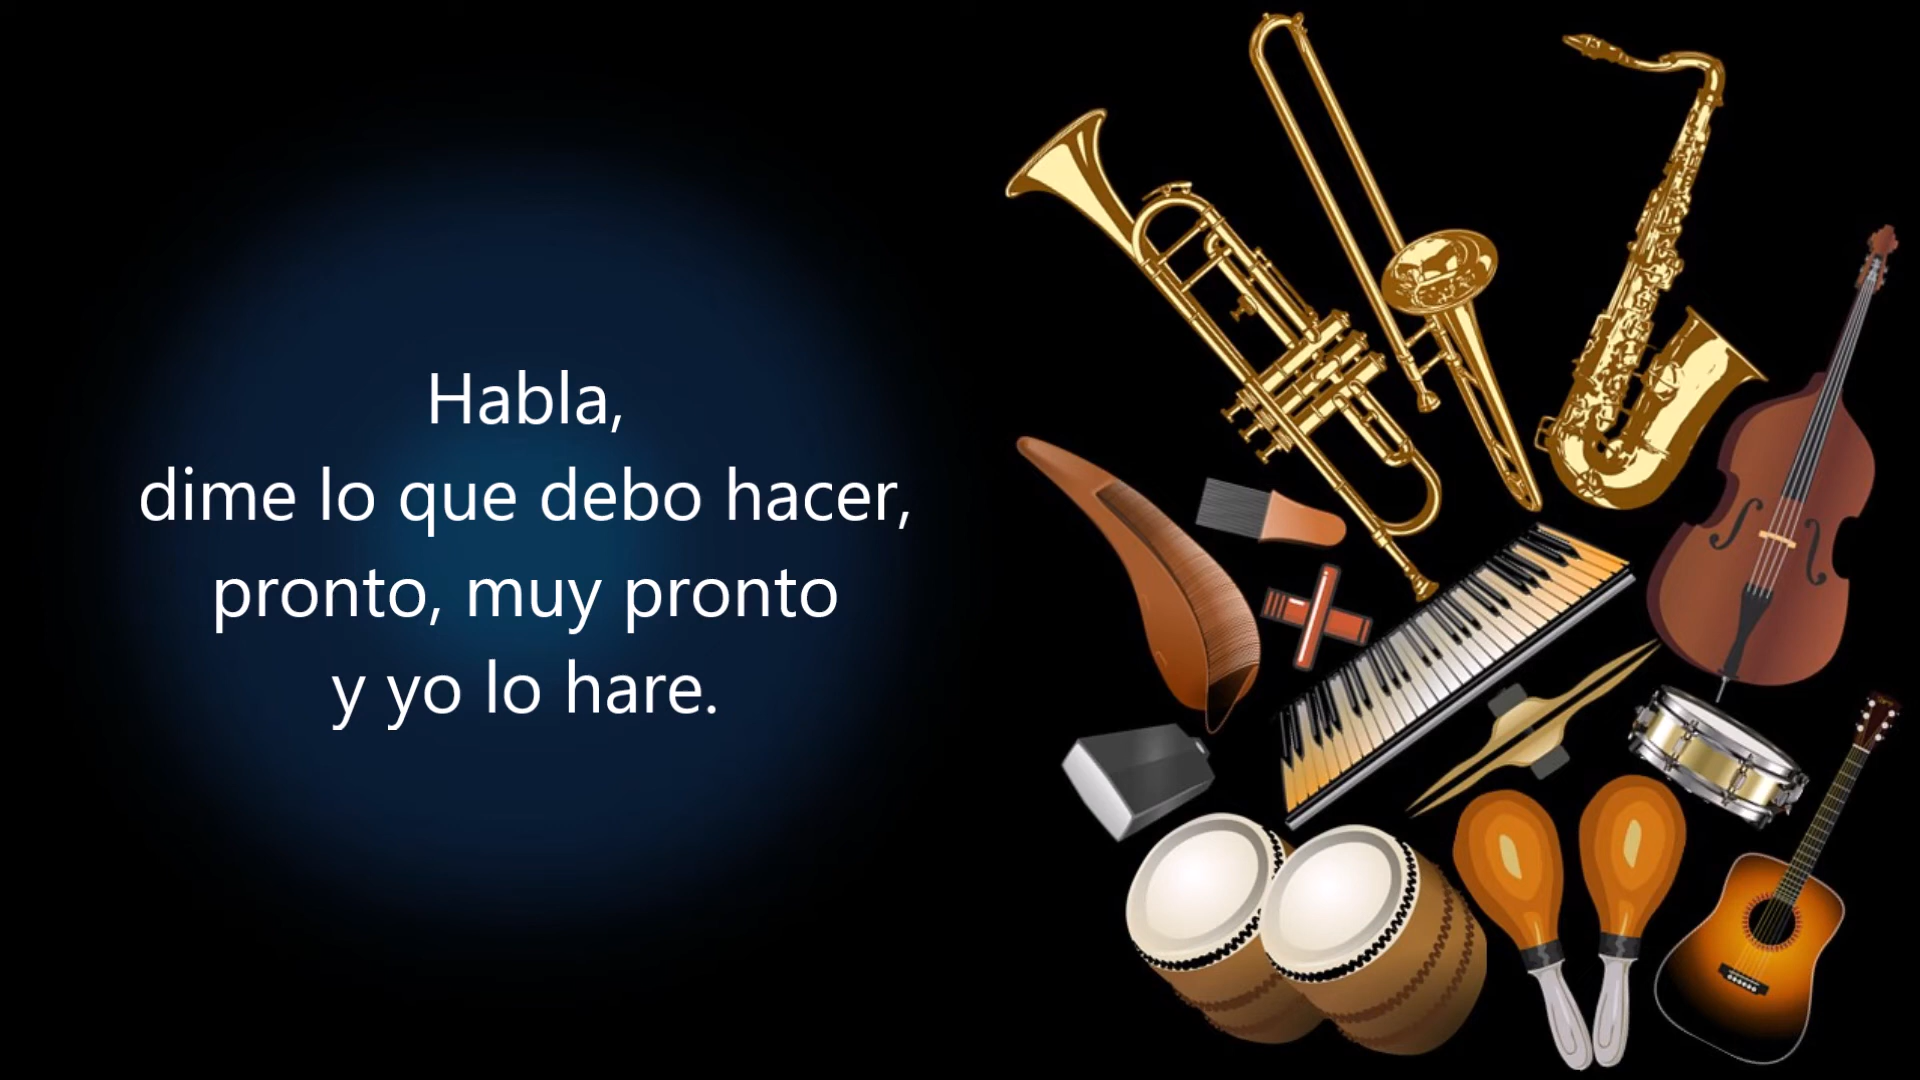 Habla,
dime lo que debo hacer,
pronto, muy pronto
y yo lo hare.